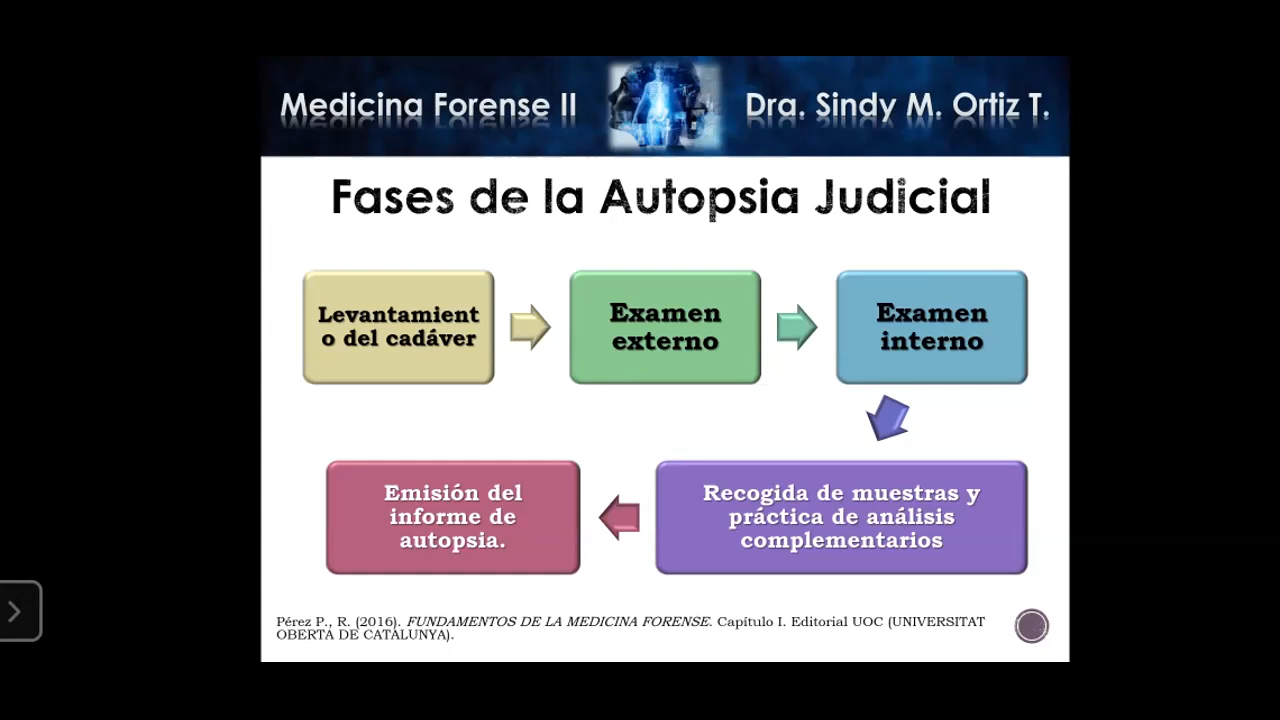 Medicina Forense II
Dra. Sindy M. Ortiz T.
Fases de la Autopsia Judicial
Levantamient
o del cadáver
Examen
externo
Examen
interno
Recogida de muestras y
práctica de análisis
complementarios
Emisión del
informe de
autopsia.
Pérez P., R. (2016). FUNDAMENTOS DE LA MEDICINA FORENSE. Capítulo I. Editorial UOC (UNIVERSITAT
OBERTA DE CATALUNYA).